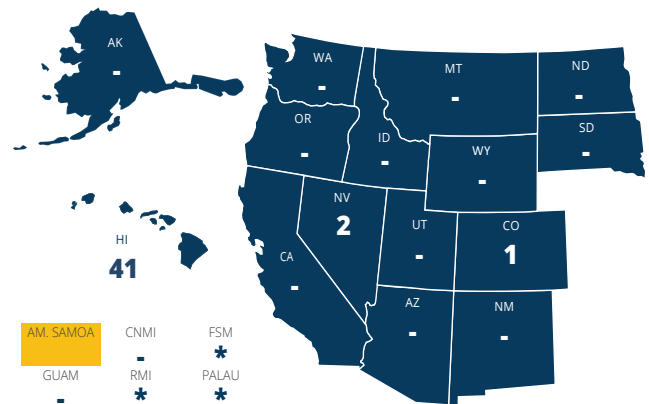 AK
-
WA
-
MT
-
ND
-
OR
-
ID
-
WY
-
SD
-
NV
2
UT
-
CO
1
CA
-
AZ
-
NM
-
HI
41
AM. SAMOA
CNMI
-
FSM
*
GUAM
-
RMI
*
PALAU
*